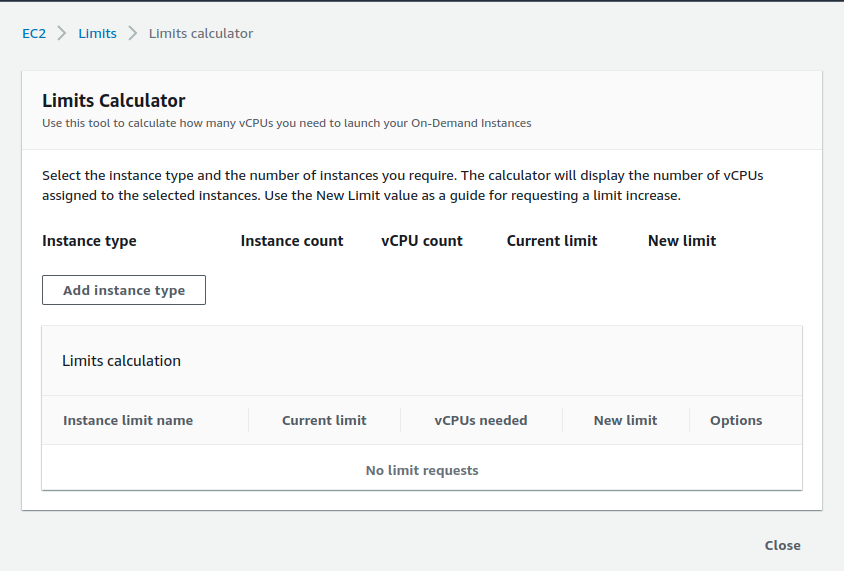 EC2 Limits Limits calculator
Limits Calculator
Use this tool to calculate how many vCPUs you need to launch your On-Demand Instances
Select the instance type and the number of instances you require. The calculator will display the number of vCPUs
assigned to the selected instances. Use the New Limit value as a guide for requesting a limit increase.
Instance type Instance count vCPU count Current limit New limit
Add instance type
Limits calculation
Instance limit name Current limit vCPUs needed New limit Options
No limit requests
Close